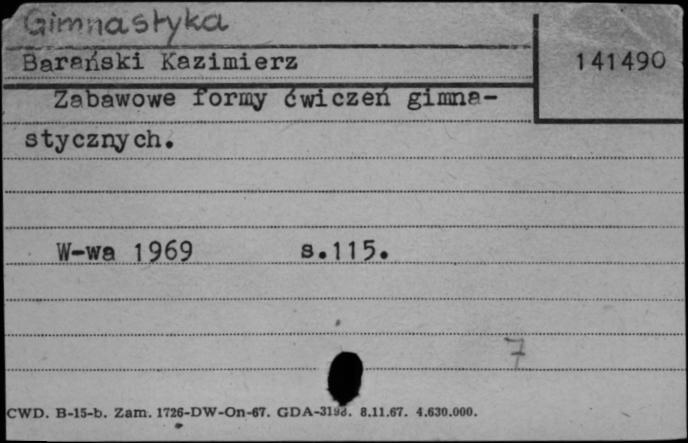 Gimnastyka
Barański Kazimierz
141490
Zabawowe formy ćwiczeń gimna-
stycznych.
W-wa 1969 s.115.
7
CWD. B-15-b. Zam. 1726-DW-On-67. GDA-3198. 8.11.67. 4.630.000.